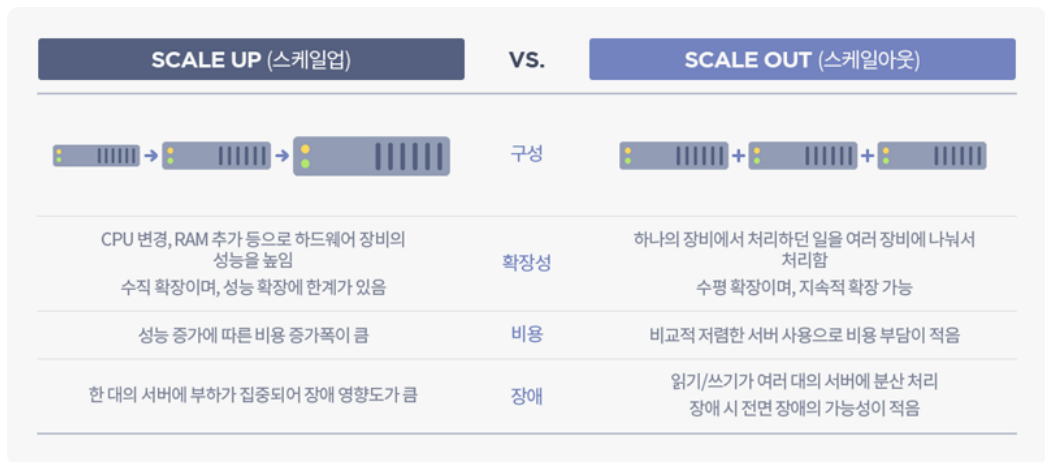 SCALE UP (스케일업)
VS.
SCALE OUT (스케일아웃)
구성
CPU 변경, RAM 추가 등으로 하드웨어 장비의
성능을 높임
수직 확장이며, 성능 확장에 한계가 있음
확장성
하나의 장비에서 처리하던 일을 여러 장비에 나눠서
처리함
수평 확장이며, 지속적 확장 가능
성능 증가에 따른 비용 증가폭이 큼
비용
비교적 저렴한 서버 사용으로 비용 부담이 적음
한 대의 서버에 부하가 집중되어 장애 영향도가 큼
장애
읽기/쓰기가 여러 대의 서버에 분산 처리
장애 시 전면 장애의 가능성이 적음